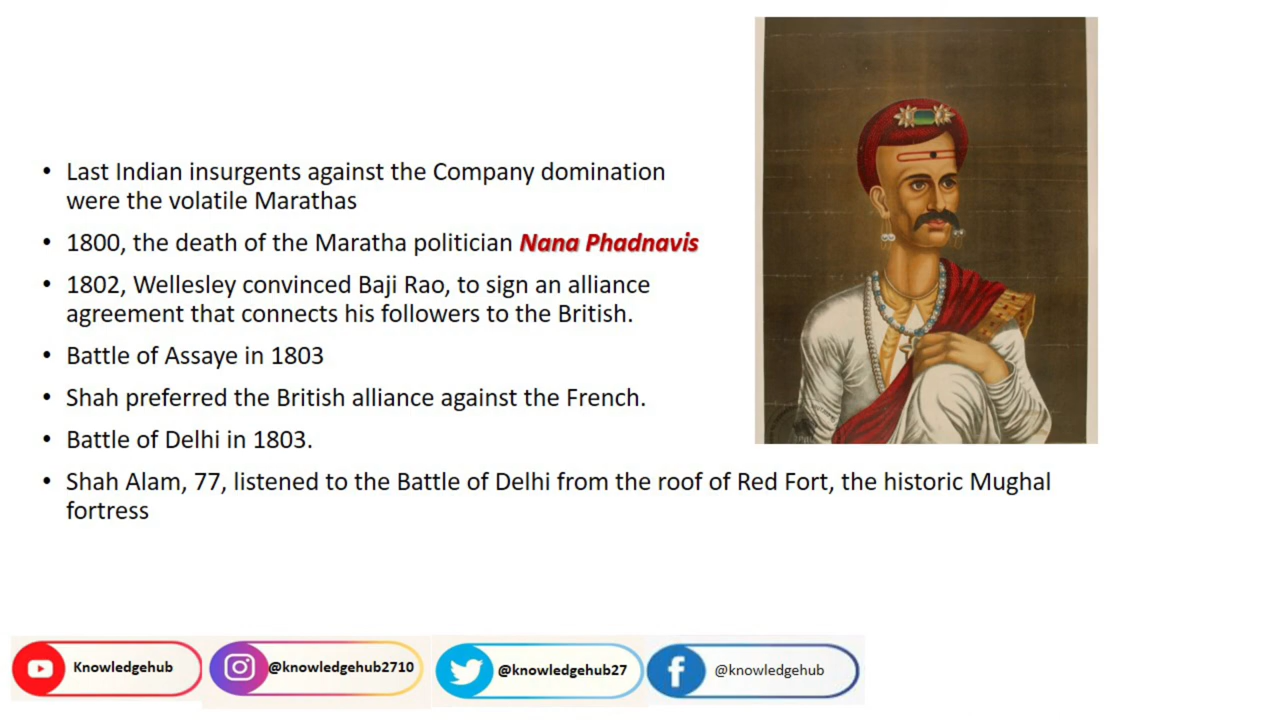 • Last Indian insurgents against the Company domination
were the volatile Marathas
• 1800, the death of the Maratha politician Nana Phadnavis
• 1802, Wellesley convinced Baji Rao, to sign an alliance
agreement that connects his followers to the British.
• Battle of Assaye in 1803
• Shah preferred the British alliance against the French.
• Battle of Delhi in 1803.
• Shah Alam, 77, listened to the Battle of Delhi from the roof of Red Fort, the historic Mughal
fortress
Knowledgehub
@knowledgehub2710
@knowledgehub27
@knowledgehub